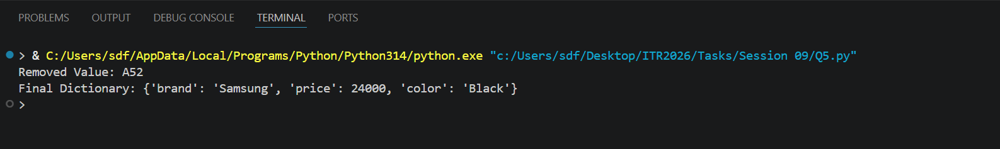 PROBLEMS OUTPUT DEBUG CONSOLE TERMINAL PORTS
> & C:/Users/sdf/AppData/Local/Programs/Python/Python314/python.exe "c:/Users/sdf/Desktop/ITR2026/Tasks/Session 09/Q5.py"
Removed Value: A52
Final Dictionary: {'brand': 'Samsung', 'price': 24000, 'color': 'Black'}
>